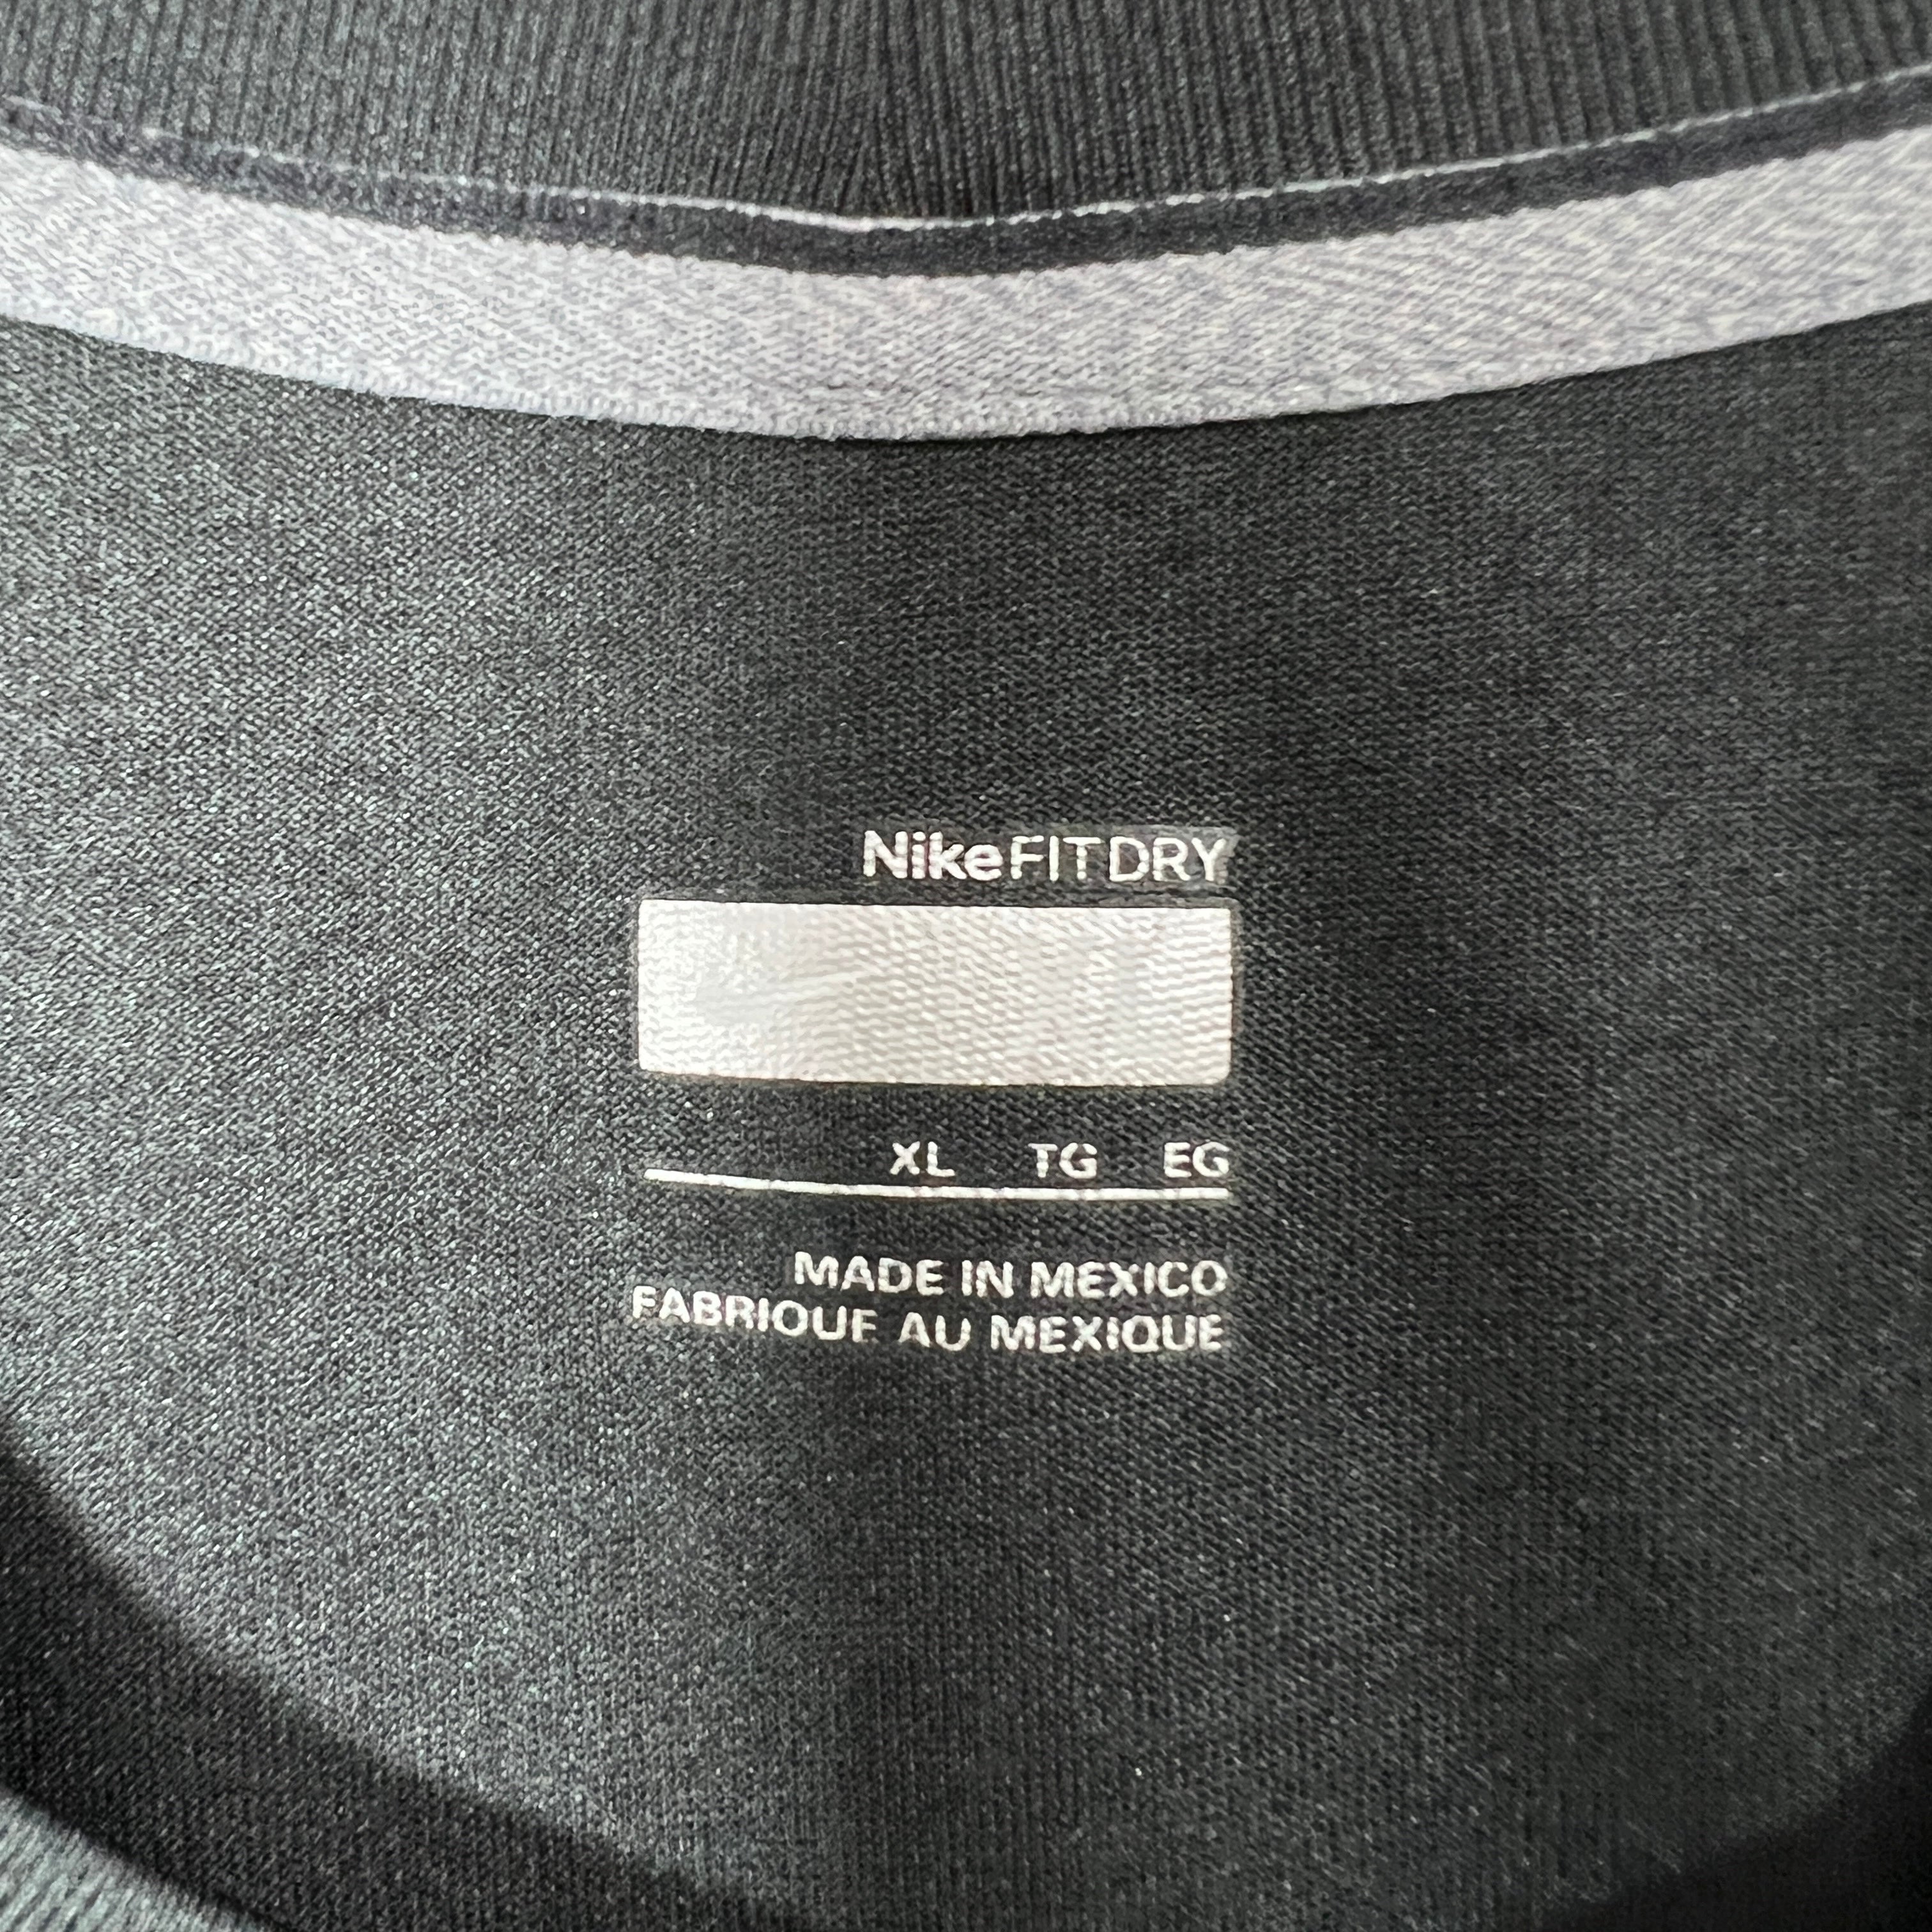 NikeFITDRY
XL TG EG
MADE IN MEXICO
FABRIQUE AU MEXIQUE